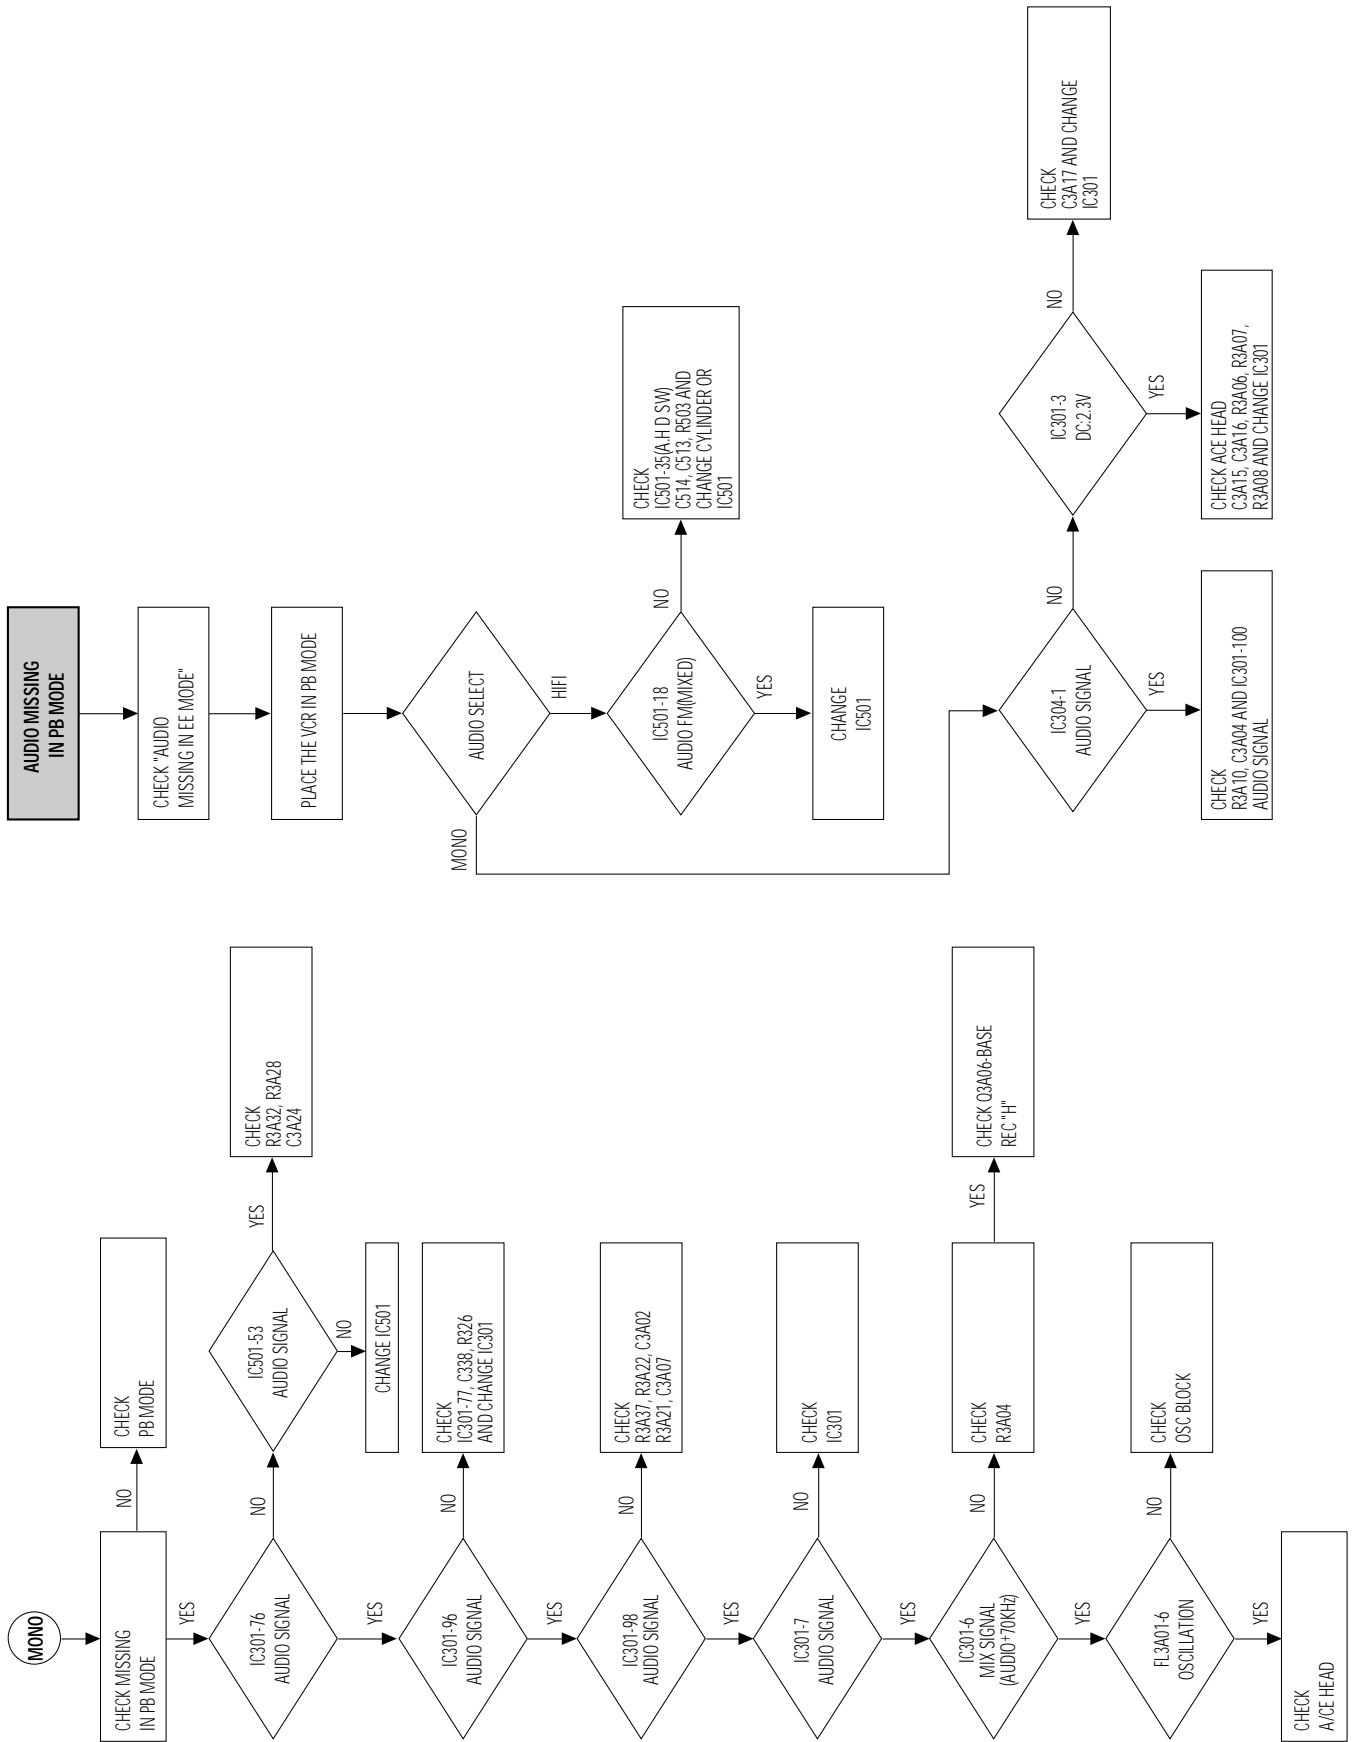 AUDIO MISSING
IN PB MODE
CHECK "AUDIO
MISSING IN EE MODE"
PLACE THE VCR IN PB MODE
AUDIO SELECT
MONO
HIFI
IC501-18
AUDIO FM(MIXED)
NO
CHECK
IC501-35(A.H D SW)
C514, C513, R503 AND
CHANGE CYLINDER OR
IC501
YES
CHANGE
IC501
IC304-1
AUDIO SIGNAL
YES
CHECK
R3A10, C3A04 AND IC301-100
AUDIO SIGNAL
NO
IC301-3
DC:2.3V
YES
CHECK ACE HEAD
C3A15, C3A16, R3A06, R3A07,
R3A08 AND CHANGE IC301
NO
CHECK
C3A17 AND CHANGE
IC301
MONO
CHECK MISSING
IN PB MODE
NO
CHECK
PB MODE
YES
IC301-76
AUDIO SIGNAL
NO
IC501-53
AUDIO SIGNAL
YES
CHECK
R3A32, R3A28
C3A24
NO
CHANGE IC501
YES
IC301-96
AUDIO SIGNAL
NO
CHECK
IC301-77, C338, R326
AND CHANGE IC301
YES
IC301-98
AUDIO SIGNAL
NO
CHECK
R3A37, R3A22, C3A02
R3A21, C3A07
YES
IC301-7
AUDIO SIGNAL
NO
CHECK
IC301
YES
IC301-6
MIX SIGNAL
(AUDIO+70KHz)
NO
CHECK
R3A04
YES
CHECK Q3A06-BASE
REC "H"
YES
FL3A01-6
OSCILLATION
NO
CHECK
OSC BLOCK
YES
CHECK
A/CE HEAD